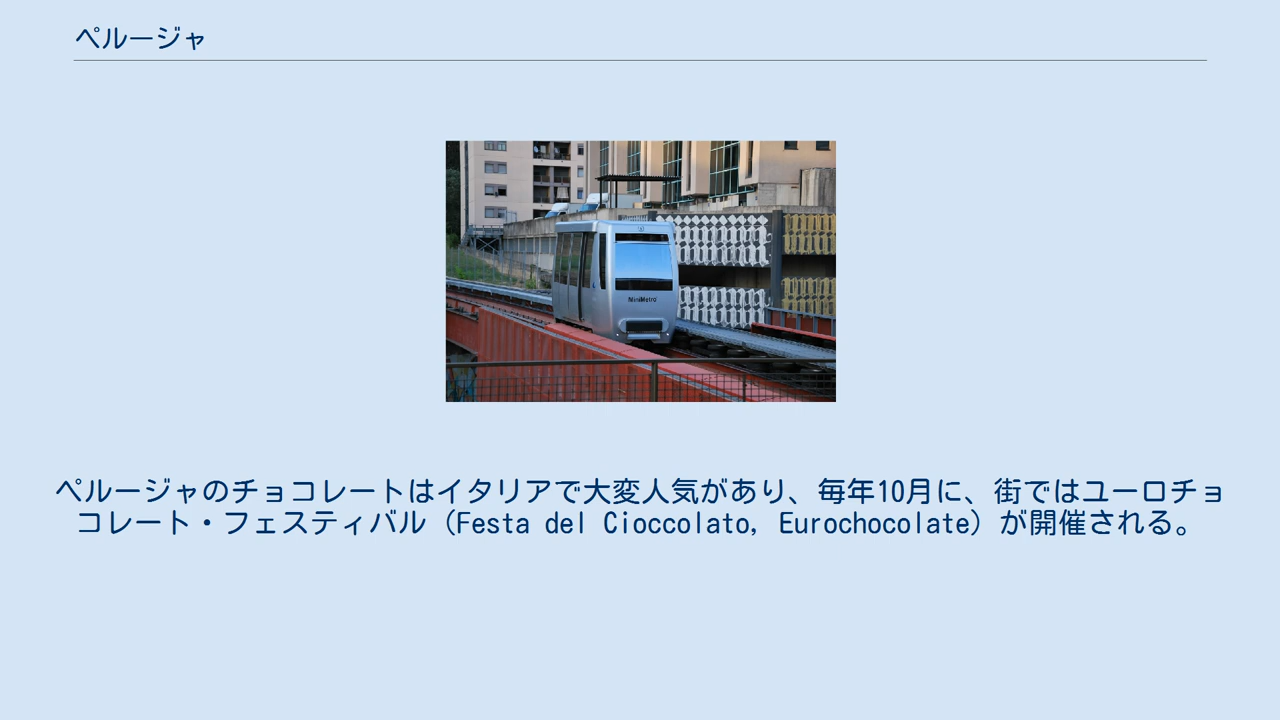 ペルージャ
MiniMetro
ペルージャのチョコレートはイタリアで大変人気があり、毎年10月に、街ではユーロチョ
コレート・フェスティバル（Festa del Cioccolato, Eurochocolate）が開催される。